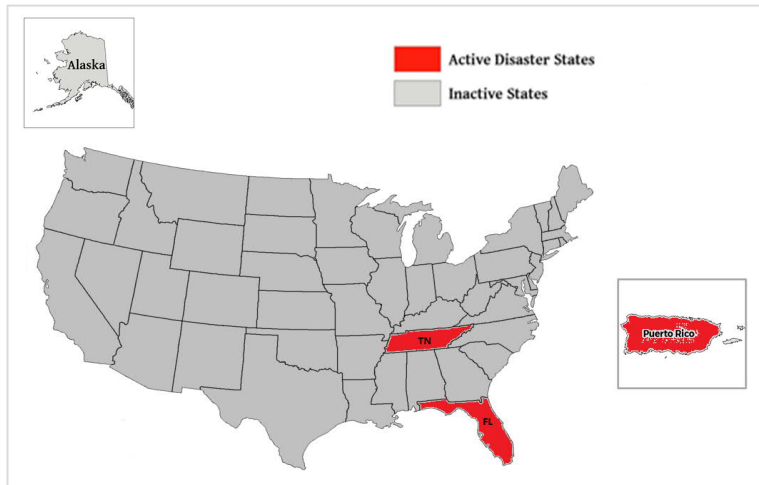 Alaska
Active Disaster States
Inactive States
TN
Puerto Rico
FL